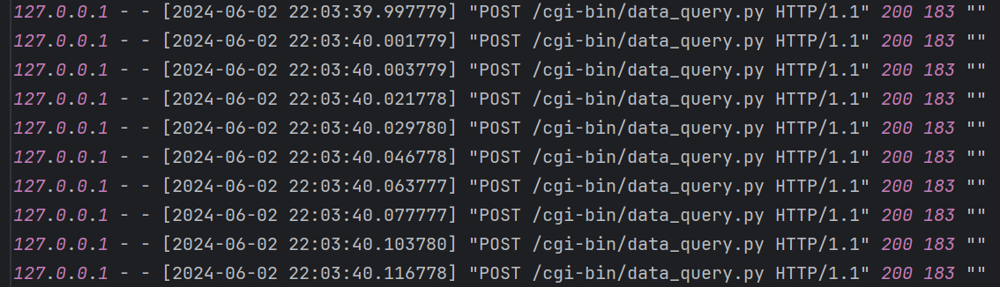 127.0.0.1 - - [2024-06-02 22:03:39.997779] "POST /cgi-bin/data_query.py HTTP/1.1" 200 183 ""
127.0.0.1 - - [2024-06-02 22:03:40.001779] "POST /cgi-bin/data_query.py HTTP/1.1" 200 183 ""
127.0.0.1 - - [2024-06-02 22:03:40.003779] "POST /cgi-bin/data_query.py HTTP/1.1" 200 183 ""
127.0.0.1 - - [2024-06-02 22:03:40.021778] "POST /cgi-bin/data_query.py HTTP/1.1" 200 183 ""
127.0.0.1 - - [2024-06-02 22:03:40.029780] "POST /cgi-bin/data_query.py HTTP/1.1" 200 183 ""
127.0.0.1 - - [2024-06-02 22:03:40.046778] "POST /cgi-bin/data_query.py HTTP/1.1" 200 183 ""
127.0.0.1 - - [2024-06-02 22:03:40.063777] "POST /cgi-bin/data_query.py HTTP/1.1" 200 183 ""
127.0.0.1 - - [2024-06-02 22:03:40.077777] "POST /cgi-bin/data_query.py HTTP/1.1" 200 183 ""
127.0.0.1 - - [2024-06-02 22:03:40.103780] "POST /cgi-bin/data_query.py HTTP/1.1" 200 183 ""
127.0.0.1 - - [2024-06-02 22:03:40.116778] "POST /cgi-bin/data_query.py HTTP/1.1" 200 183 ""